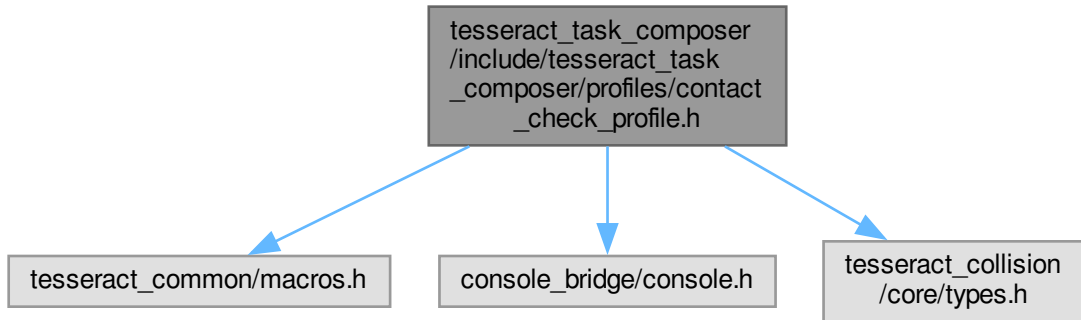 tesseract_task_composer
/include/tesseract_task
_composer/profiles/contact
_check_profile.h
tesseract_common/macros.h
console_bridge/console.h
tesseract_collision
/core/types.h